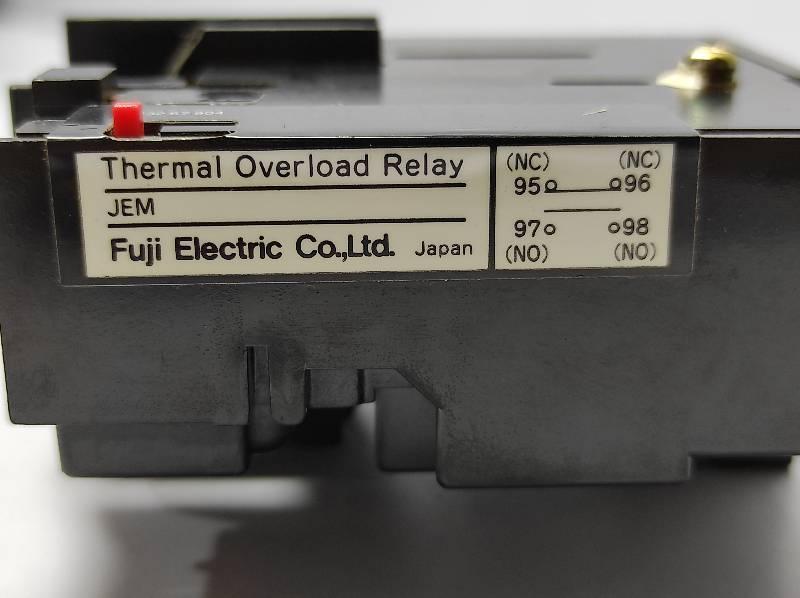 Thermal Overload Relay
JEM
Fuji Electric Co.,Ltd. Japan
(NC) (NC)
95 96
97 98
(NO) (NO)